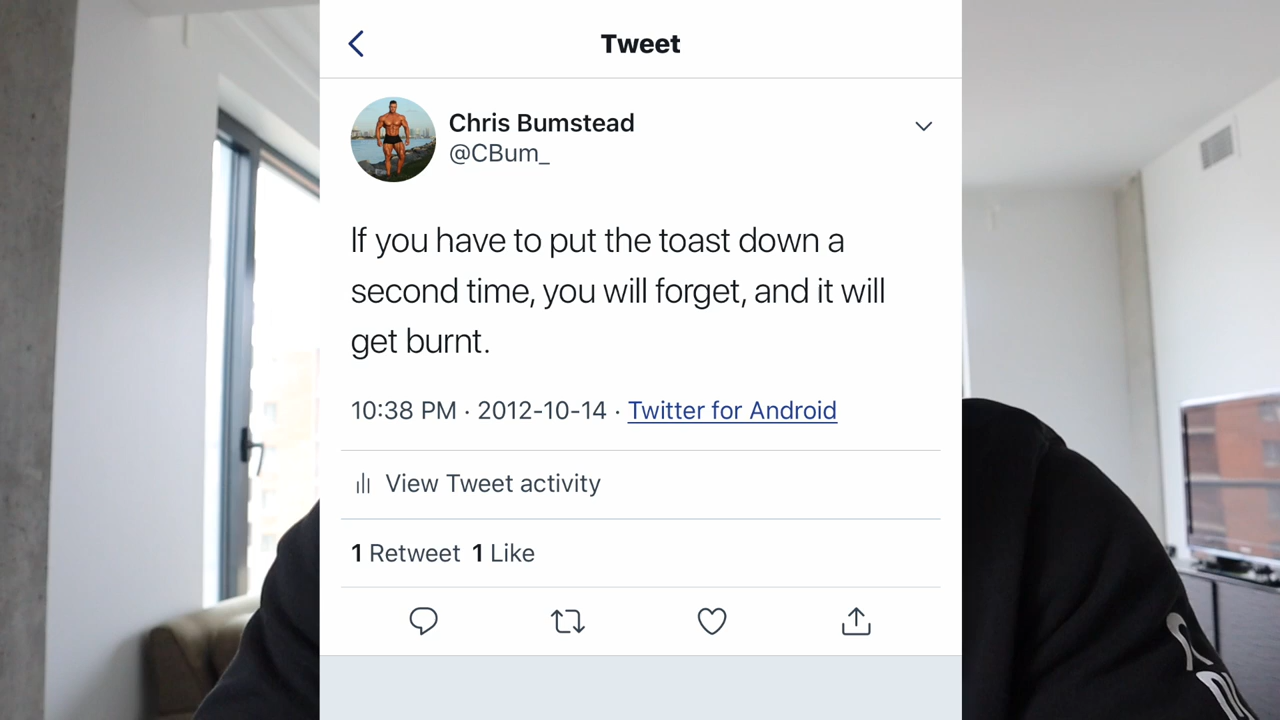 Tweet
Chris Bumstead
@CBum_
If you have to put the toast down a
second time, you will forget, and it will
get burnt.
10:38 PM · 2012-10-14 · Twitter for Android
View Tweet activity
1 Retweet 1 Like